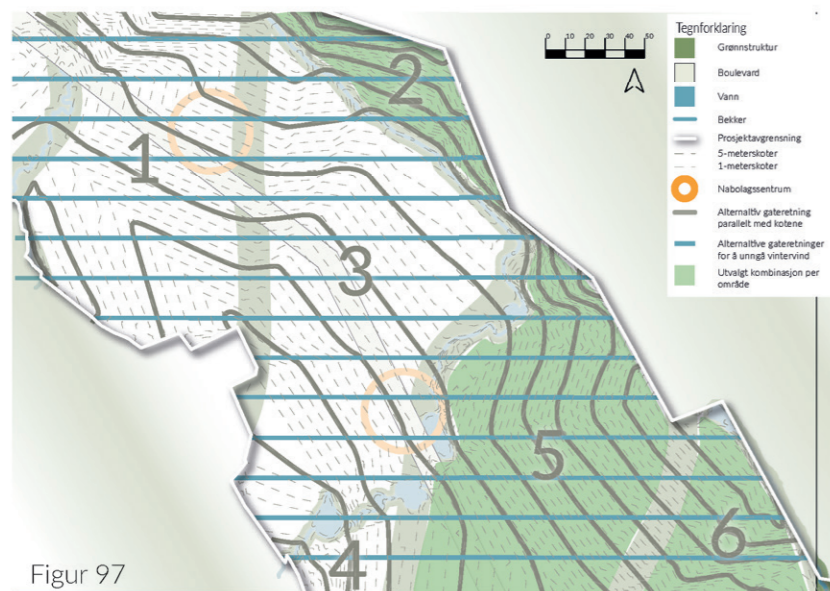 Tegnforklaring
Grønnstruktur
Boulevard
Vann
Bekker
Prosjektavgrensning
5-meterskoter
1-meterskoter
Nabolagssentrum
Alternativ gateretning
parallelt med kotene
Alternative gateretninger
for å unngå vintervind
Utvalgt kombinasjon per
område
0 10 20 30 40 50
1
2
3
4
5
6
Figur 97